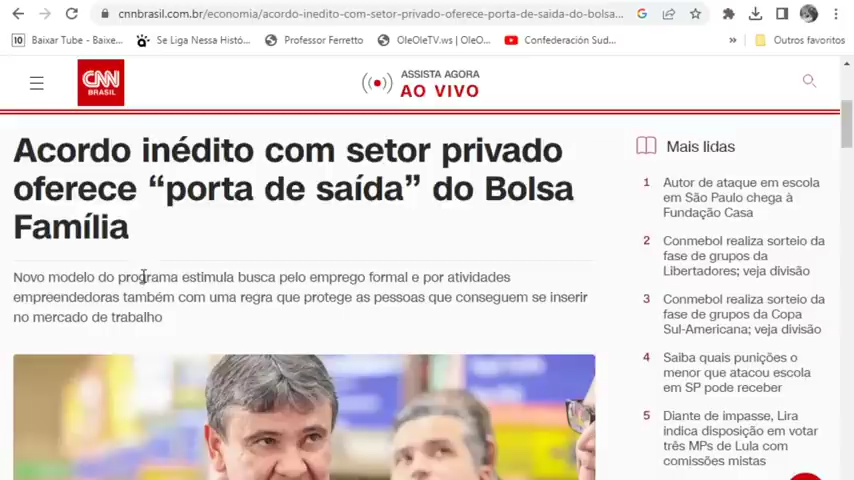 cnnbrasil.com.br/economia/acordo-inedito-com-setor-privado-oferece-porta-de-saida-do-bolsa...
Baixar Tube - Baixe...
Se Liga Nessa Histó...
Professor Ferretto
OleOleTV.ws | OleO...
Confederación Sud...
»
Outros favoritos
CNN
BRASIL
ASSISTA AGORA
AO VIVO
Acordo inédito com setor privado
oferece “porta de saída” do Bolsa
Família
Novo modelo do programa estimula busca pelo emprego formal e por atividades
empreendedoras também com uma regra que protege as pessoas que conseguem se inserir
no mercado de trabalho
Mais lidas
1 Autor de ataque em escola
em São Paulo chega à
Fundação Casa
2 Conmebol realiza sorteio da
fase de grupos da
Libertadores; veja divisão
3 Conmebol realiza sorteio da
fase de grupos da Copa
Sul-Americana; veja divisão
4 Saiba quais punições o
menor que atacou escola
em SP pode receber
5 Diante de impasse, Lira
indica disposição em votar
três MPs de Lula com
comissões mistas